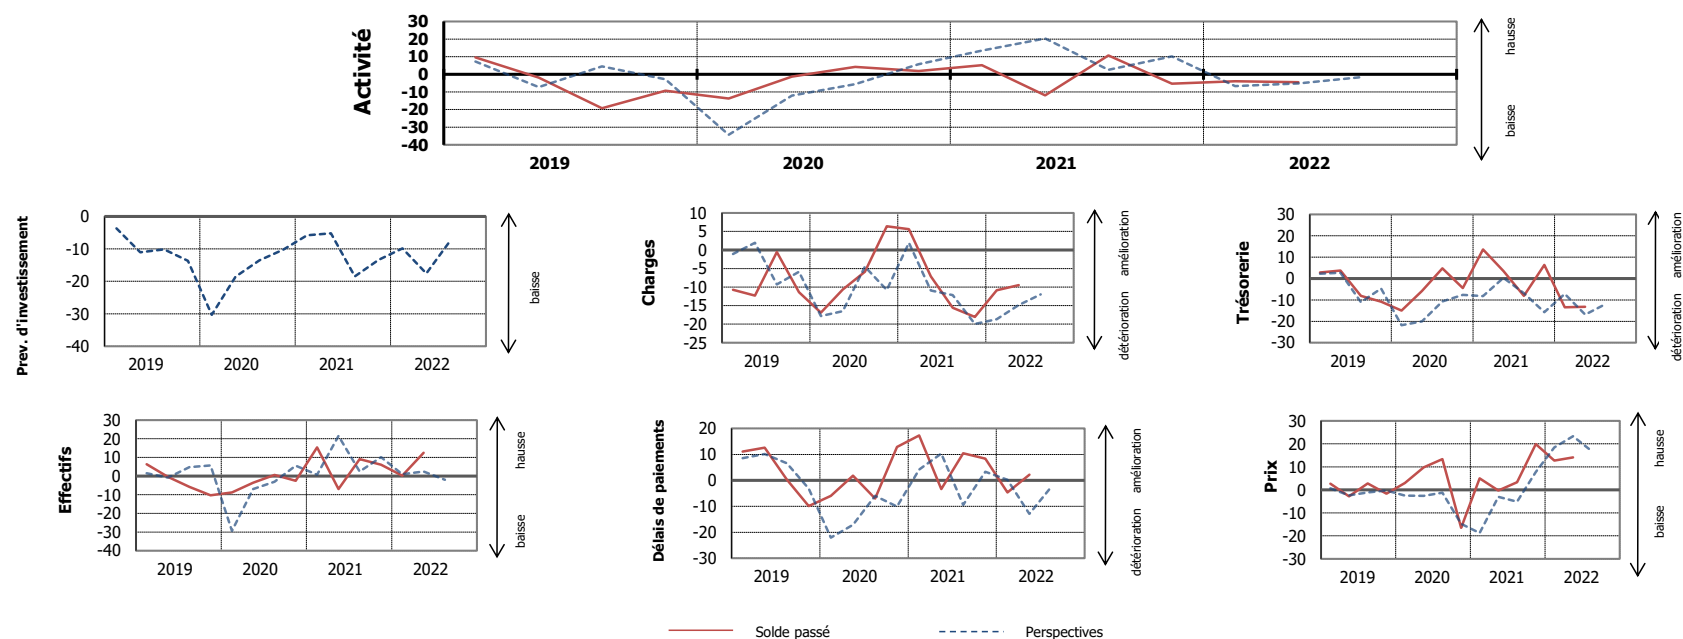 Activité
30
20
10
0
-10
-20
-30
-40
2019 2020 2021 2022
hausse
baisse
Prev. d'investissement
0
-10
-20
-30
-40
2019 2020 2021 2022
baisse
Charges
10
5
0
-5
-10
-15
-20
-25
2019 2020 2021 2022
amélioration
détérioration
Trésorerie
30
20
10
0
-10
-20
-30
2019 2020 2021 2022
amélioration
détérioration
Effectifs
30
20
10
0
-10
-20
-30
-40
2019 2020 2021 2022
hausse
baisse
Délais de paiements
20
10
0
-10
-20
-30
2019 2020 2021 2022
amélioration
détérioration
Prix
30
20
10
0
-10
-20
-30
2019 2020 2021 2022
hausse
baisse
Solde passé Perspectives